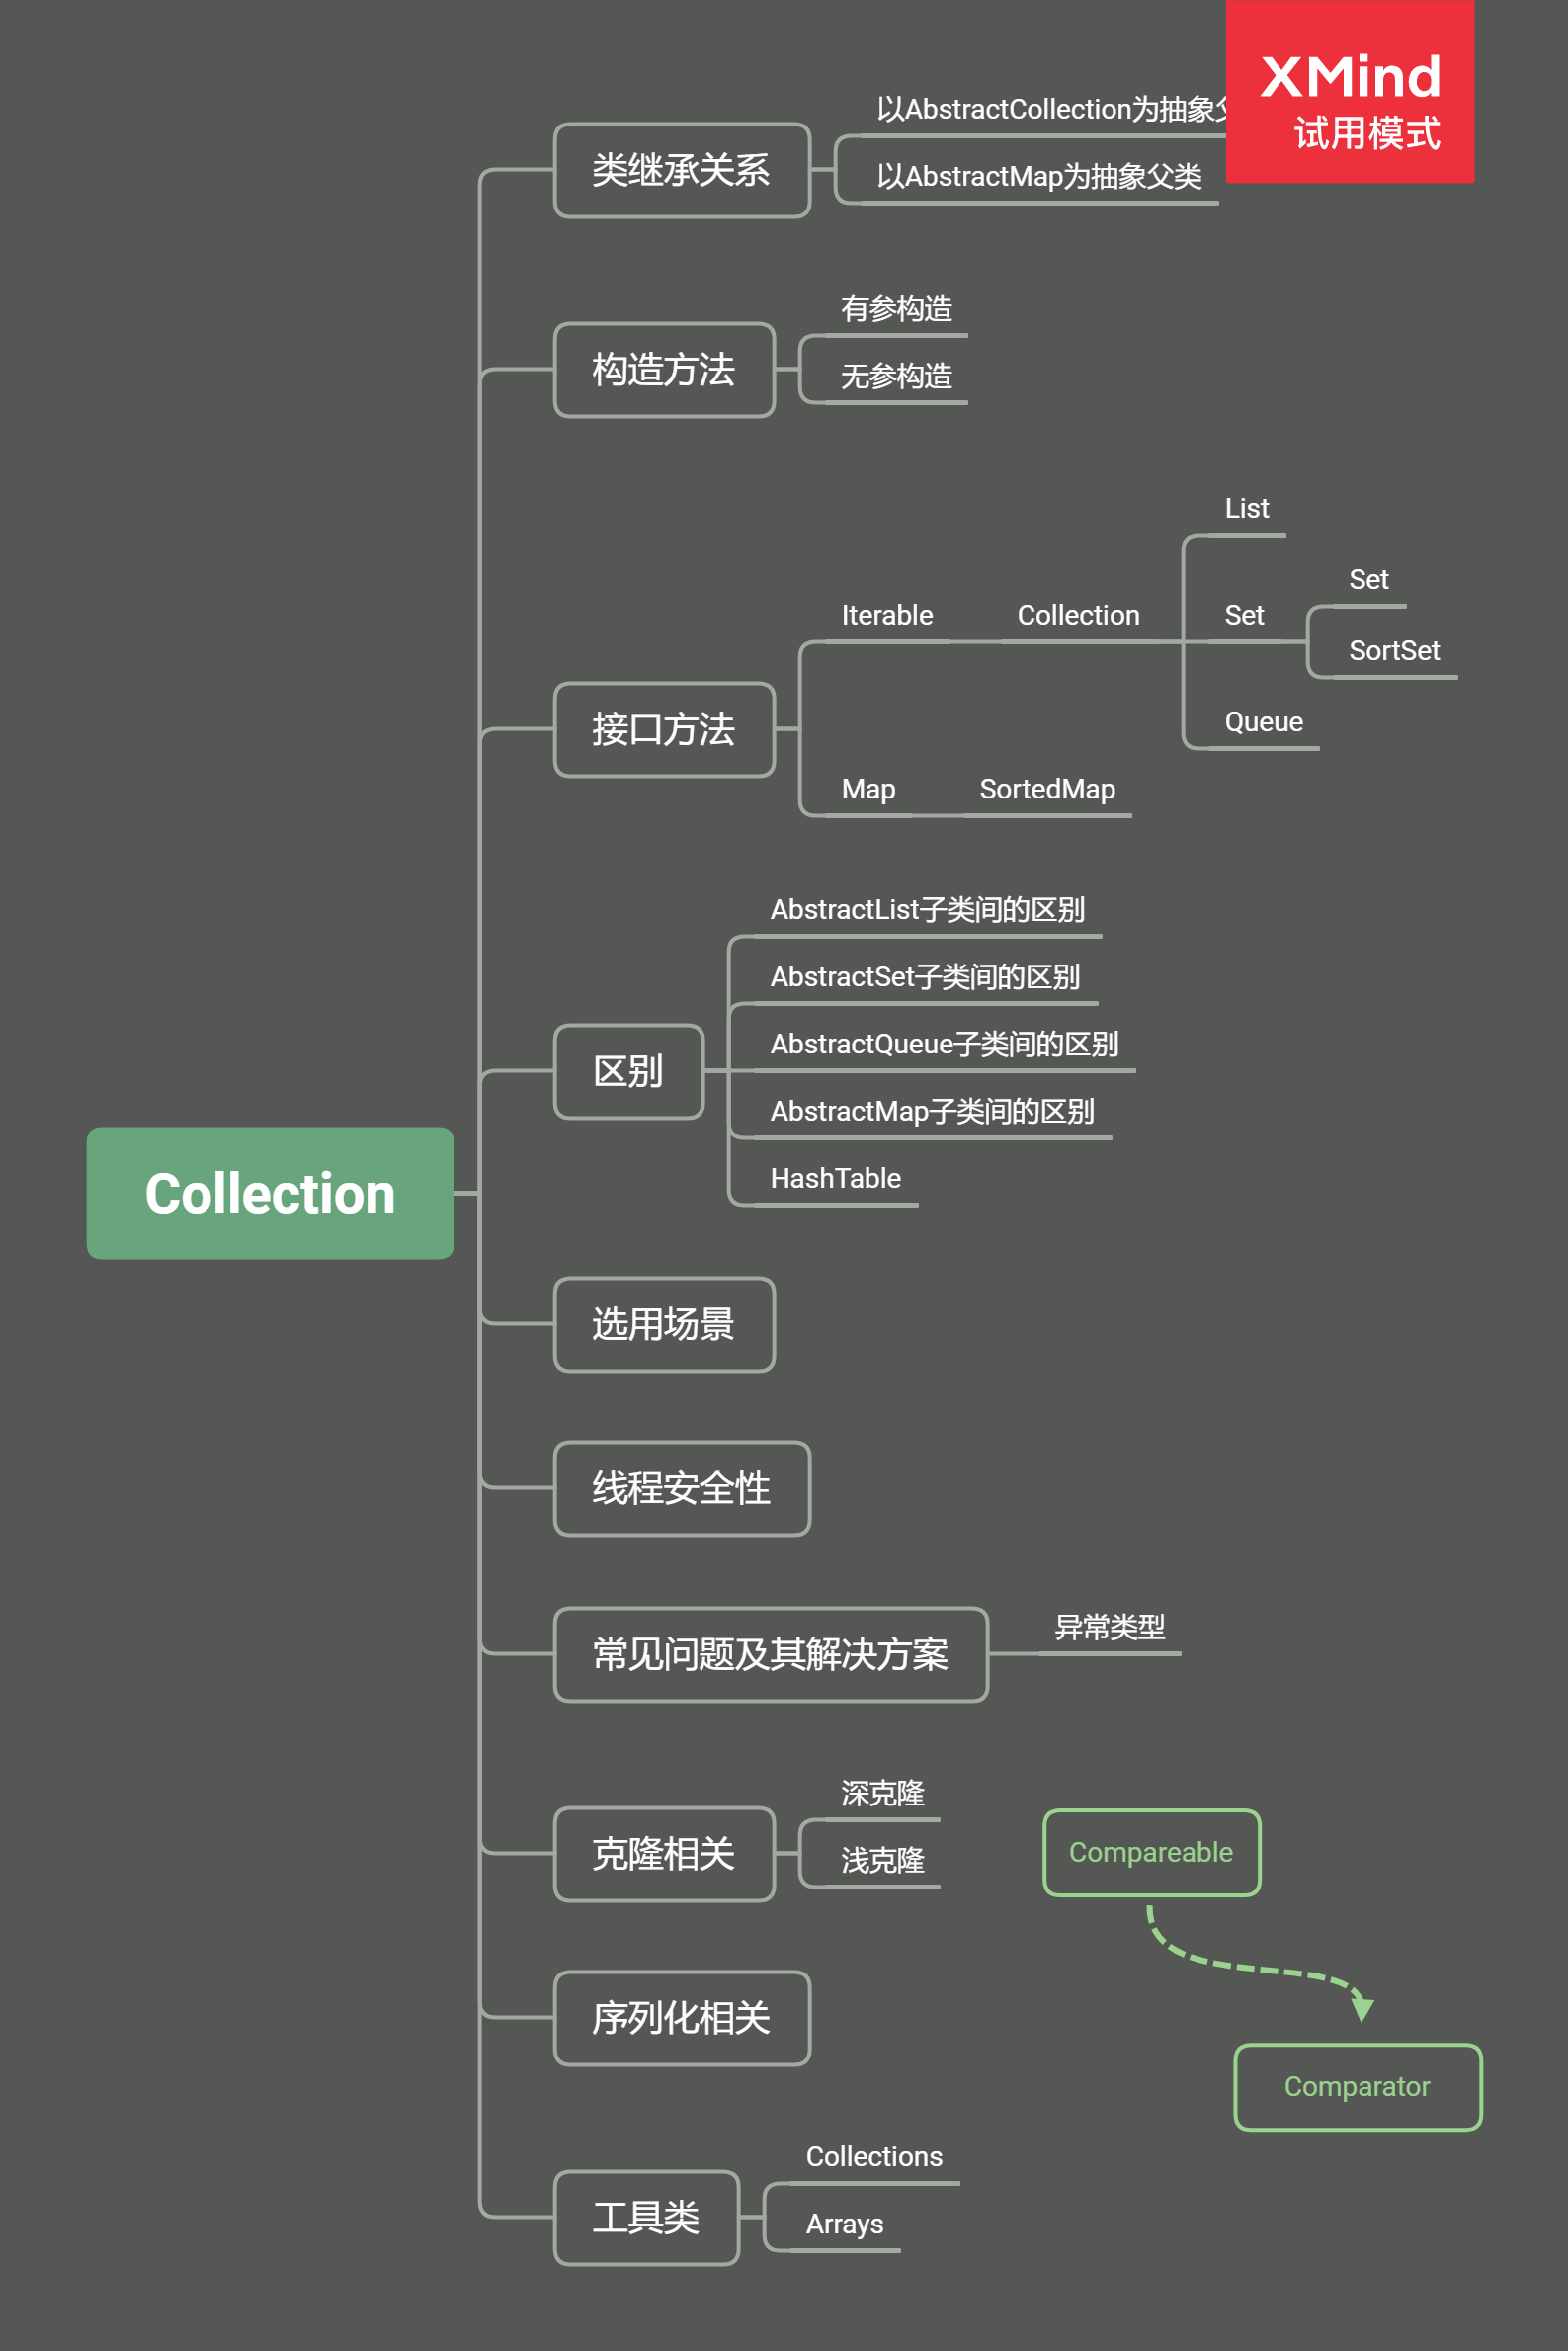 XMind
试用模式
以AbstractCollection为抽象
类继承关系
以AbstractMap为抽象父类
有参构造
构造方法
无参构造
List
Set
Iterable
Collection
Set
SortSet
Queue
接口方法
Map
SortedMap
AbstractList子类间的区别
AbstractSet子类间的区别
AbstractQueue子类间的区别
区别
AbstractMap子类间的区别
HashTable
Collection
选用场景
线程安全性
异常类型
常见问题及其解决方案
深克隆
克隆相关
浅克隆
Compareable
序列化相关
Comparator
Collections
工具类
Arrays